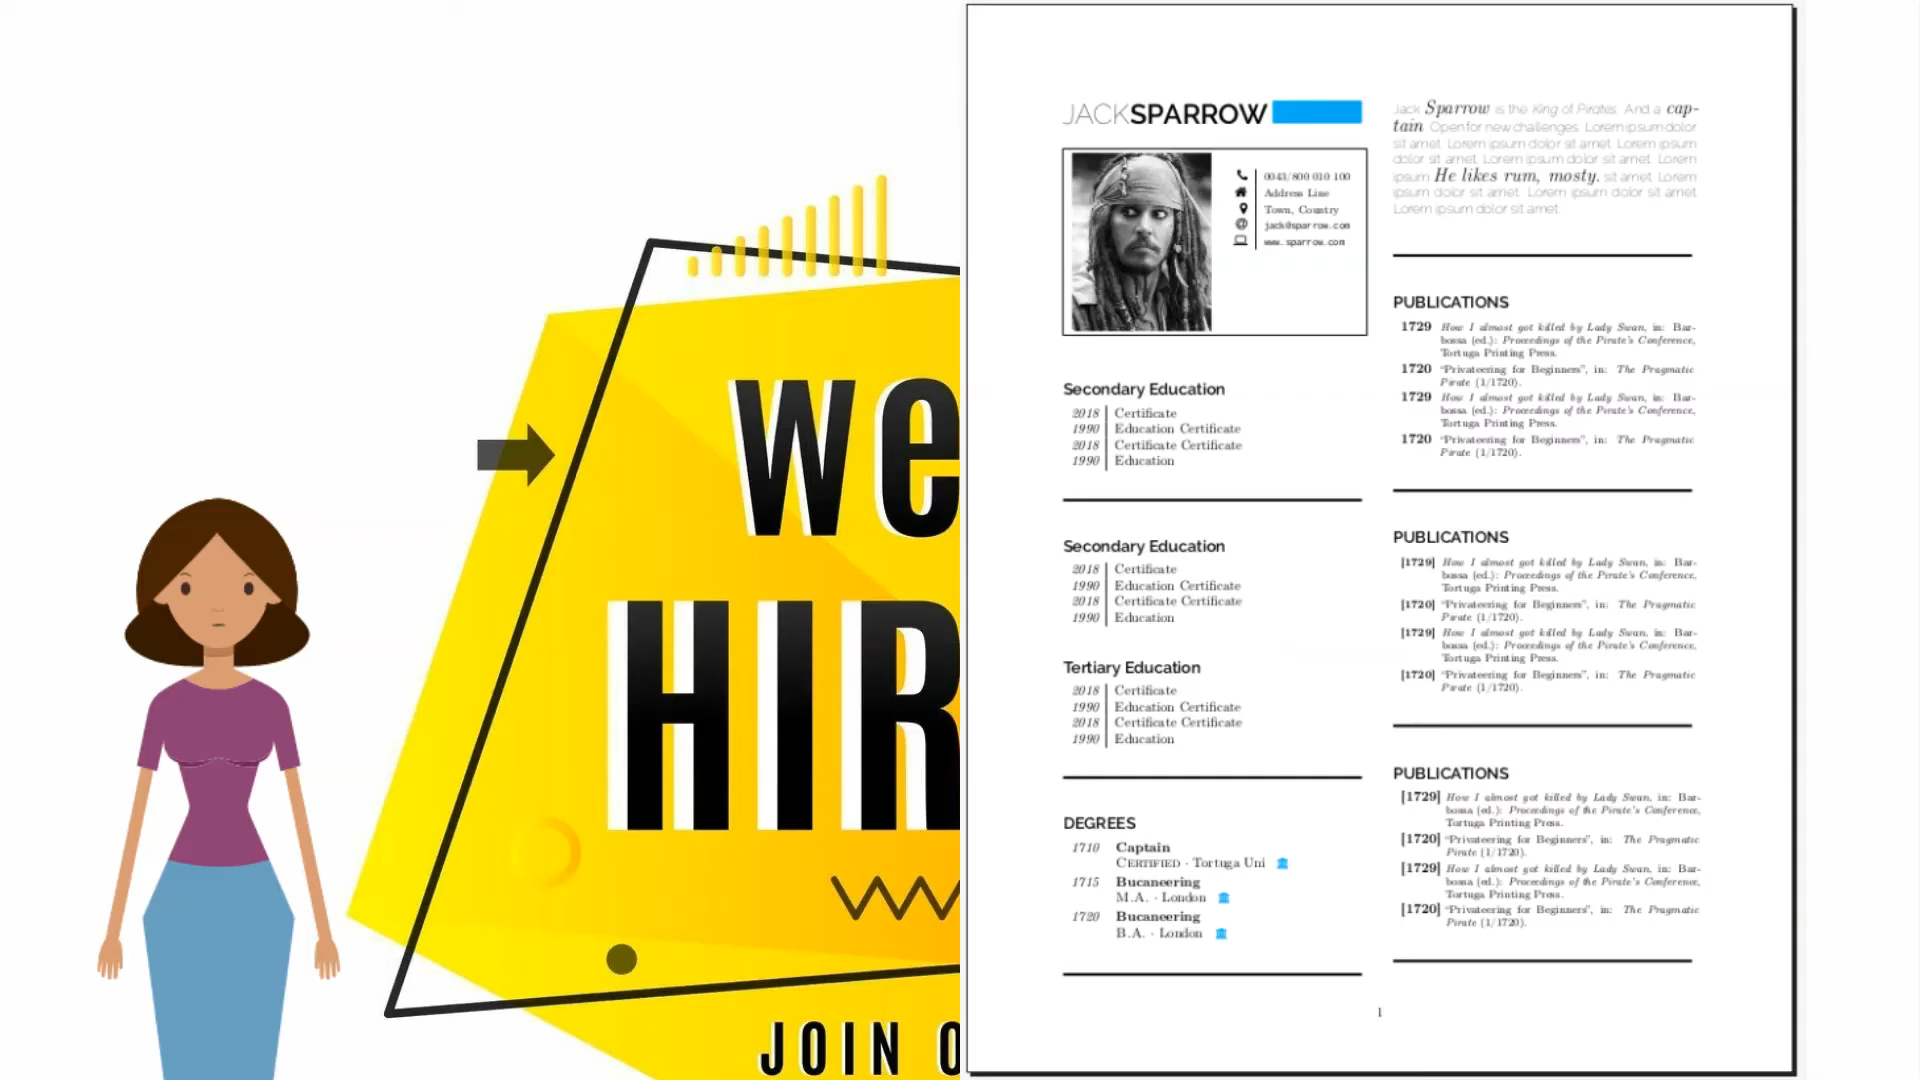 we
HIR
JOIN O
JACKSPARROW
0043/800 010 100
Address Line
Town, Country
jack@sparrow.com
www.sparrow.com
Secondary Education
2018 Certificate
1990 Education Certificate
2018 Certificate Certificate
1990 Education
Secondary Education
2018 Certificate
1990 Education Certificate
2018 Certificate Certificate
1990 Education
Tertiary Education
2018 Certificate
1990 Education Certificate
2018 Certificate Certificate
1990 Education
DEGREES
1710 Captain
CERTIFIED · Tortuga Uni
1715 Bucaneering
M.A. · London
1720 Bucaneering
B.A. · London
Jack Sparrow is the King of Pirates. And a cap-
tain. Open for new challenges. Lorem ipsum dolor
sit amet. Lorem ipsum dolor sit amet. Lorem ipsum
dolor sit amet. Lorem ipsum dolor sit amet. Lorem
ipsum He likes rum, mosty. sit amet. Lorem
ipsum dolor sit amet. Lorem ipsum dolor sit amet.
Lorem ipsum dolor sit amet.
PUBLICATIONS
1729 How I almost got killed by Lady Swan, in: Bar-
bossa (ed.): Proceedings of the Pirate's Conference,
Tortuga Printing Press.
1720 "Privateering for Beginners", in: The Pragmatic
Pirate (1/1720).
1729 How I almost got killed by Lady Swan, in: Bar-
bossa (ed.): Proceedings of the Pirate's Conference,
Tortuga Printing Press.
1720 "Privateering for Beginners", in: The Pragmatic
Pirate (1/1720).
PUBLICATIONS
[1729] How I almost got killed by Lady Swan, in: Bar-
bossa (ed.): Proceedings of the Pirate's Conference,
Tortuga Printing Press.
[1720] "Privateering for Beginners", in: The Pragmatic
Pirate (1/1720).
[1729] How I almost got killed by Lady Swan, in: Bar-
bossa (ed.): Proceedings of the Pirate's Conference,
Tortuga Printing Press.
[1720] "Privateering for Beginners", in: The Pragmatic
Pirate (1/1720).
PUBLICATIONS
[1729] How I almost got killed by Lady Swan, in: Bar-
bossa (ed.): Proceedings of the Pirate's Conference,
Tortuga Printing Press.
[1720] "Privateering for Beginners", in: The Pragmatic
Pirate (1/1720).
[1729] How I almost got killed by Lady Swan, in: Bar-
bossa (ed.): Proceedings of the Pirate's Conference,
Tortuga Printing Press.
[1720] "Privateering for Beginners", in: The Pragmatic
Pirate (1/1720).
1